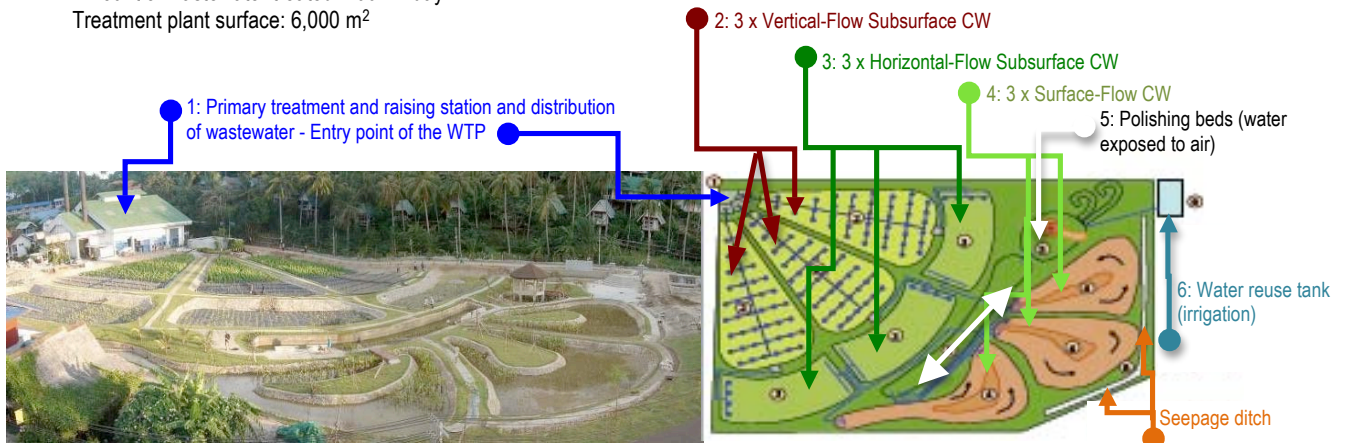 Treatment plant surface: 6,000 m²
2: 3 x Vertical-Flow Subsurface CW
3: 3 x Horizontal-Flow Subsurface CW
4: 3 x Surface-Flow CW
1: Primary treatment and raising station and distribution
of wastewater - Entry point of the WTP
5: Polishing beds (water
exposed to air)
6: Water reuse tank
(irrigation)
Seepage ditch